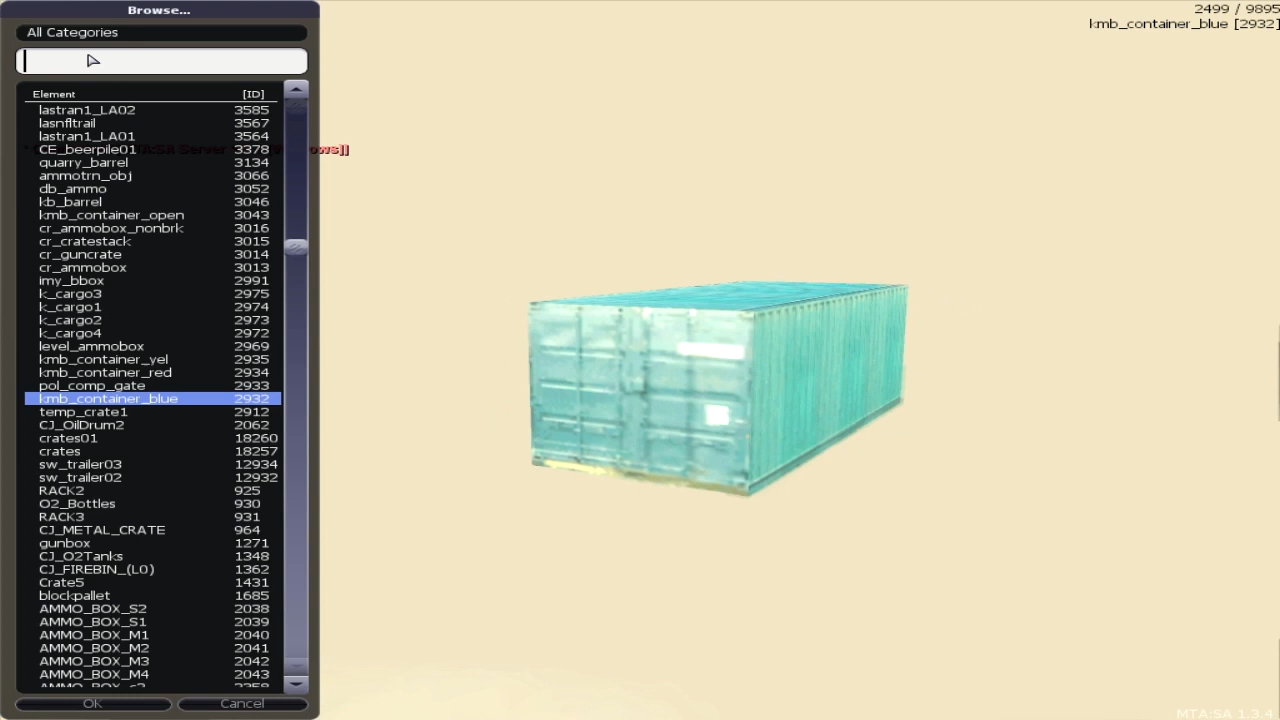 Browse...
2499 / 9895
kmb_container_blue [2932]
All Categories
Element [ID]
lastran1_LA02 3585
lasnfltrail 3567
lastran1_LA01 3564
CE_beerpile01 3378
quarry_barrel 3134
ammotrn_obj 3066
db_ammo 3052
kb_barrel 3046
kmb_container_open 3043
cr_ammobox_nonbrk 3016
cr_cratestack 3015
cr_guncrate 3014
cr_ammobox 3013
imy_bbox 2991
k_cargo3 2975
k_cargo1 2974
k_cargo2 2973
k_cargo4 2972
level_ammobox 2969
kmb_container_yel 2935
kmb_container_red 2934
pol_comp_gate 2933
kmb_container_blue 2932
temp_crate1 2912
CJ_OilDrum2 2062
crates01 18260
crates 18257
sw_trailer03 12934
sw_trailer02 12932
RACK2 925
O2_Bottles 930
RACK3 931
CJ_METAL_CRATE 964
gunbox 1271
CJ_O2Tanks 1348
CJ_FIREBIN_(L0) 1362
Crate5 1431
blockpallet 1685
AMMO_BOX_S2 2038
AMMO_BOX_S1 2039
AMMO_BOX_M1 2040
AMMO_BOX_M2 2041
AMMO_BOX_M3 2042
AMMO_BOX_M4 2043
OK Cancel
MTA:SA 1.3.4